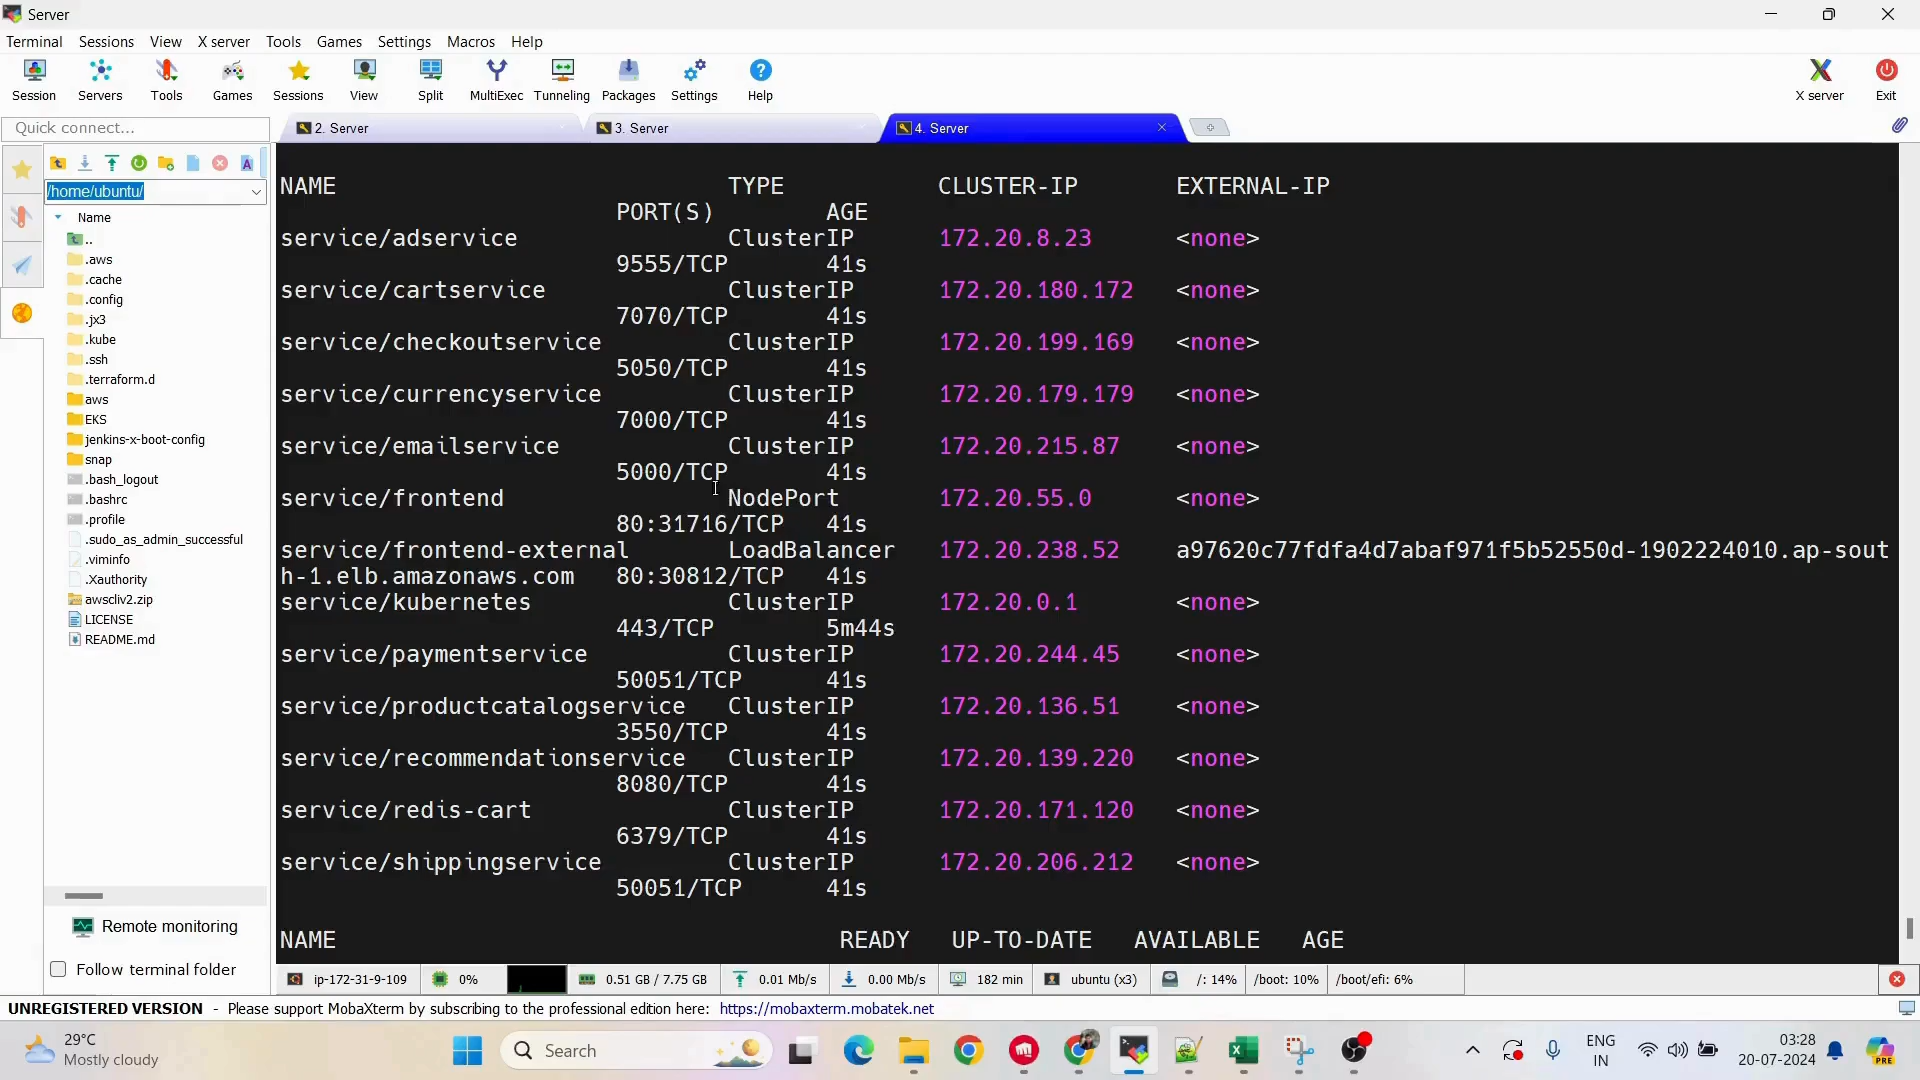 Server
Terminal Sessions View X server Tools Games Settings Macros Help
Session Servers Tools Games Sessions View Split MultiExec Tunneling Packages Settings Help X server Exit
Quick connect... 2. Server 3. Server 4. Server
/home/ubuntu/
Name
..
.aws
.cache
.config
.jx3
.kube
.ssh
.terraform.d
aws
EKS
jenkins-x-boot-config
snap
.bash_logout
.bashrc
.profile
.sudo_as_admin_successful
.viminfo
.Xauthority
awscliv2.zip
LICENSE
README.md
Remote monitoring
Follow terminal folder
NAME TYPE CLUSTER-IP EXTERNAL-IP
PORT(S) AGE
service/adservice ClusterIP 172.20.8.23 <none>
9555/TCP 41s
service/cartservice ClusterIP 172.20.180.172 <none>
7070/TCP 41s
service/checkoutservice ClusterIP 172.20.199.169 <none>
5050/TCP 41s
service/currencyservice ClusterIP 172.20.179.179 <none>
7000/TCP 41s
service/emailservice ClusterIP 172.20.215.87 <none>
5000/TCP 41s
service/frontend NodePort 172.20.55.0 <none>
80:31716/TCP 41s
service/frontend-external LoadBalancer 172.20.238.52 a97620c77fdfa4d7abaf971f5b52550d-1902224010.ap-sout
h-1.elb.amazonaws.com 80:30812/TCP 41s
service/kubernetes ClusterIP 172.20.0.1 <none>
443/TCP 5m44s
service/paymentservice ClusterIP 172.20.244.45 <none>
50051/TCP 41s
service/productcatalogservice ClusterIP 172.20.136.51 <none>
3550/TCP 41s
service/recommendationservice ClusterIP 172.20.139.220 <none>
8080/TCP 41s
service/redis-cart ClusterIP 172.20.171.120 <none>
6379/TCP 41s
service/shippingservice ClusterIP 172.20.206.212 <none>
50051/TCP 41s
NAME READY UP-TO-DATE AVAILABLE AGE
ip-172-31-9-109 0% 0.51 GB / 7.75 GB 0.01 Mb/s 0.00 Mb/s 182 min ubuntu (x3) /: 14% /boot: 10% /boot/efi: 6%
UNREGISTERED VERSION - Please support MobaXterm by subscribing to the professional edition here: https://mobaxterm.mobatek.net
29°C
Mostly cloudy
Search
ENG
IN
03:28
20-07-2024
PRE